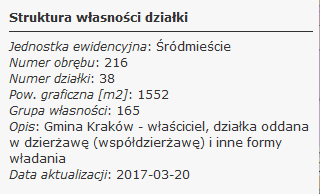 Struktura własności działki
Jednostka ewidencyjna: Śródmieście
Numer obrębu: 216
Numer działki: 38
Pow. graficzna [m2]: 1552
Grupa własności: 165
Opis: Gmina Kraków - właściciel, działka oddana
w dzierżawę (współdzierżawę) i inne formy
władania
Data aktualizacji: 2017-03-20